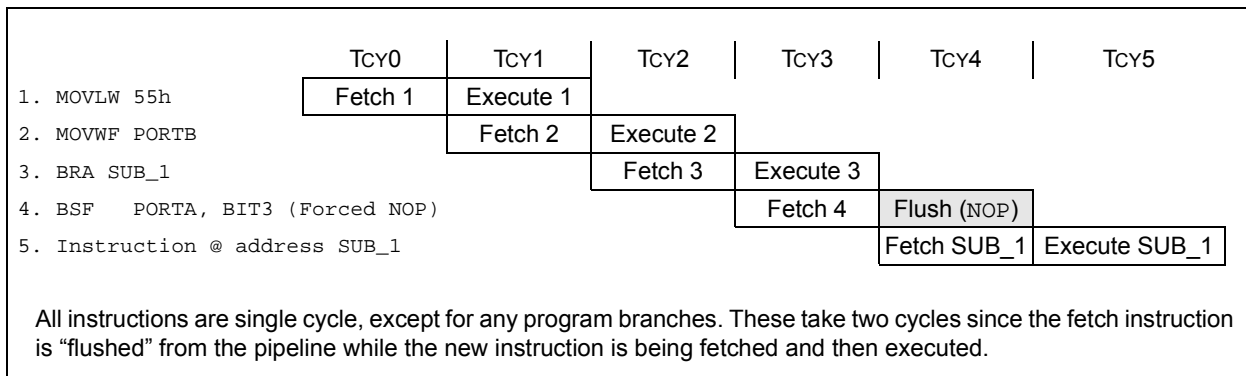 TCY0 TCY1 TCY2 TCY3 TCY4 TCY5
1. MOVLW 55h Fetch 1 Execute 1
2. MOVWF PORTB Fetch 2 Execute 2
3. BRA SUB_1 Fetch 3 Execute 3
4. BSF PORTA, BIT3 (Forced NOP) Fetch 4 Flush (NOP)
5. Instruction @ address SUB_1 Fetch SUB_1 Execute SUB_1
All instructions are single cycle, except for any program branches. These take two cycles since the fetch instruction
is “flushed” from the pipeline while the new instruction is being fetched and then executed.